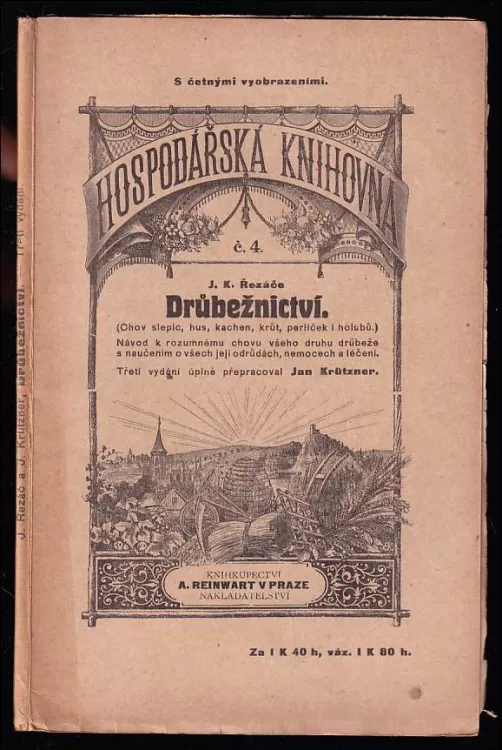 S četnými vyobrazeními.
HOSPODÁŘSKÁ KNIHOVNA
č. 4.
J. K. Řezáče
Drůbežnictví.
(Chov slepic, hus, kachen, krůt, perliček i holubů.)
Návod k rozumnému chovu všeho druhu drůbeže
s naučením o všech její odrůdách, nemocech a léčení.
Třetí vydání úplně přepracoval Jan Krützner.
KNIHKUPECTVÍ
A. REINWART V PRAZE
NAKLADATELSTVÍ
Za 1 K 40 h, váz. 1 K 80 h.
J. Řezáč a J. Krützner, Drůbežnictví. — Třetí vydání.